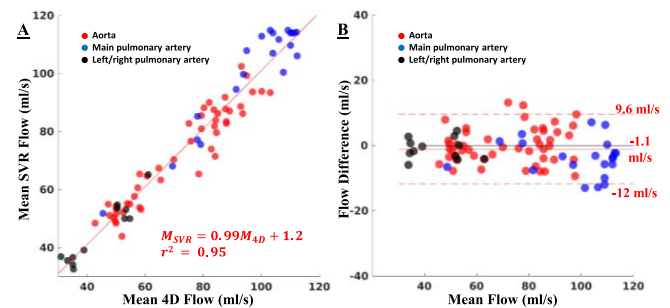 A
Aorta
Main pulmonary artery
Left/right pulmonary artery
Mean SVR Flow (ml/s)
120
100
80
60
40
M_SVR = 0.99M_4D + 1.2
r² = 0.95
40 60 80 100 120
Mean 4D Flow (ml/s)
B
Aorta
Main pulmonary artery
Left/right pulmonary artery
Flow Difference (ml/s)
40
20
0
-20
-40
9.6 ml/s
-1.1
ml/s
-12 ml/s
20 40 60 80 100 120
Mean Flow (ml/s)